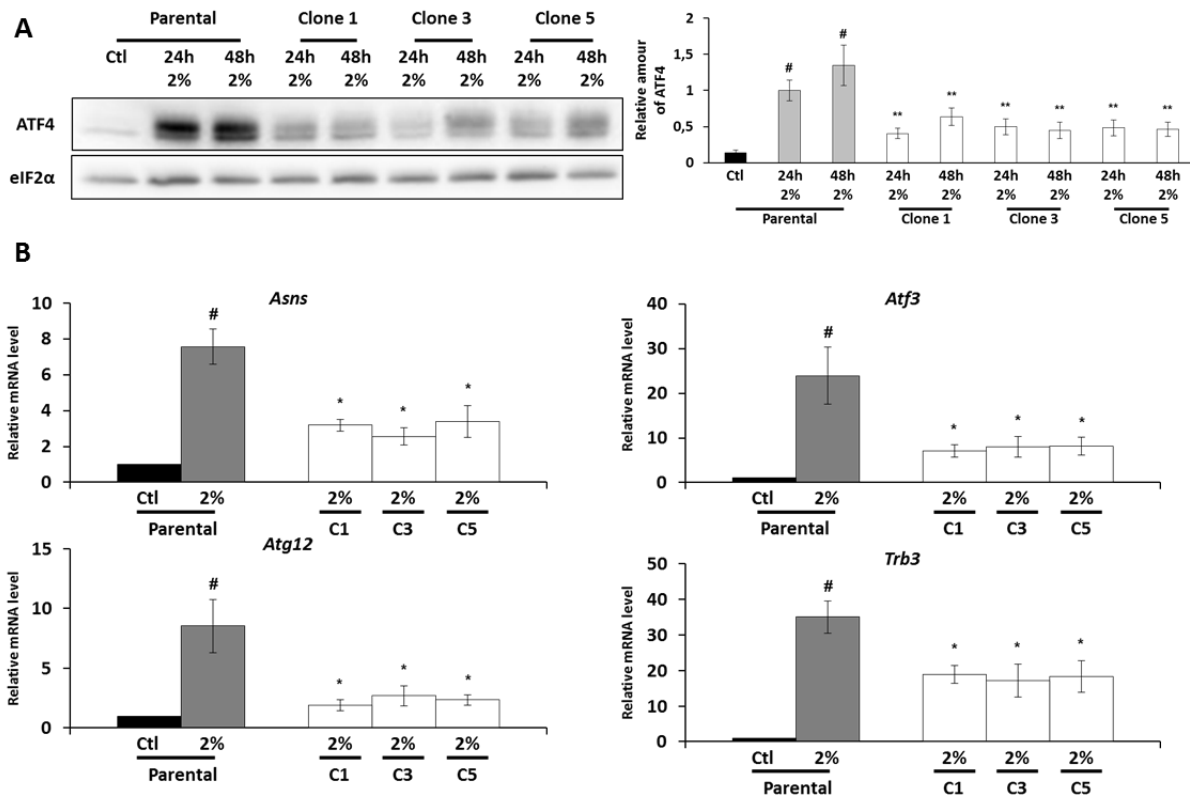 A
Parental Clone 1 Clone 3 Clone 5
Ctl 24h 48h 24h 48h 24h 48h 24h 48h
2% 2% 2% 2% 2% 2% 2% 2%
ATF4
eIF2α
Relative amour
of ATF4
2
1,5
1
0,5
0
# # ** ** ** ** ** **
Ctl 24h 48h 24h 48h 24h 48h 24h 48h
2% 2% 2% 2% 2% 2% 2% 2%
Parental Clone 1 Clone 3 Clone 5
B
Asns
Relative mRNA level
10
8
6
4
2
0
# * * *
Ctl 2% 2% 2% 2%
Parental C1 C3 C5
Atf3
Relative mRNA level
40
30
20
10
0
# * * *
Ctl 2% 2% 2% 2%
Parental C1 C3 C5
Atg12
Relative mRNA level
15
10
5
0
# * * *
Ctl 2% 2% 2% 2%
Parental C1 C3 C5
Trb3
Relative mRNA level
50
40
30
20
10
0
# * * *
Ctl 2% 2% 2% 2%
Parental C1 C3 C5